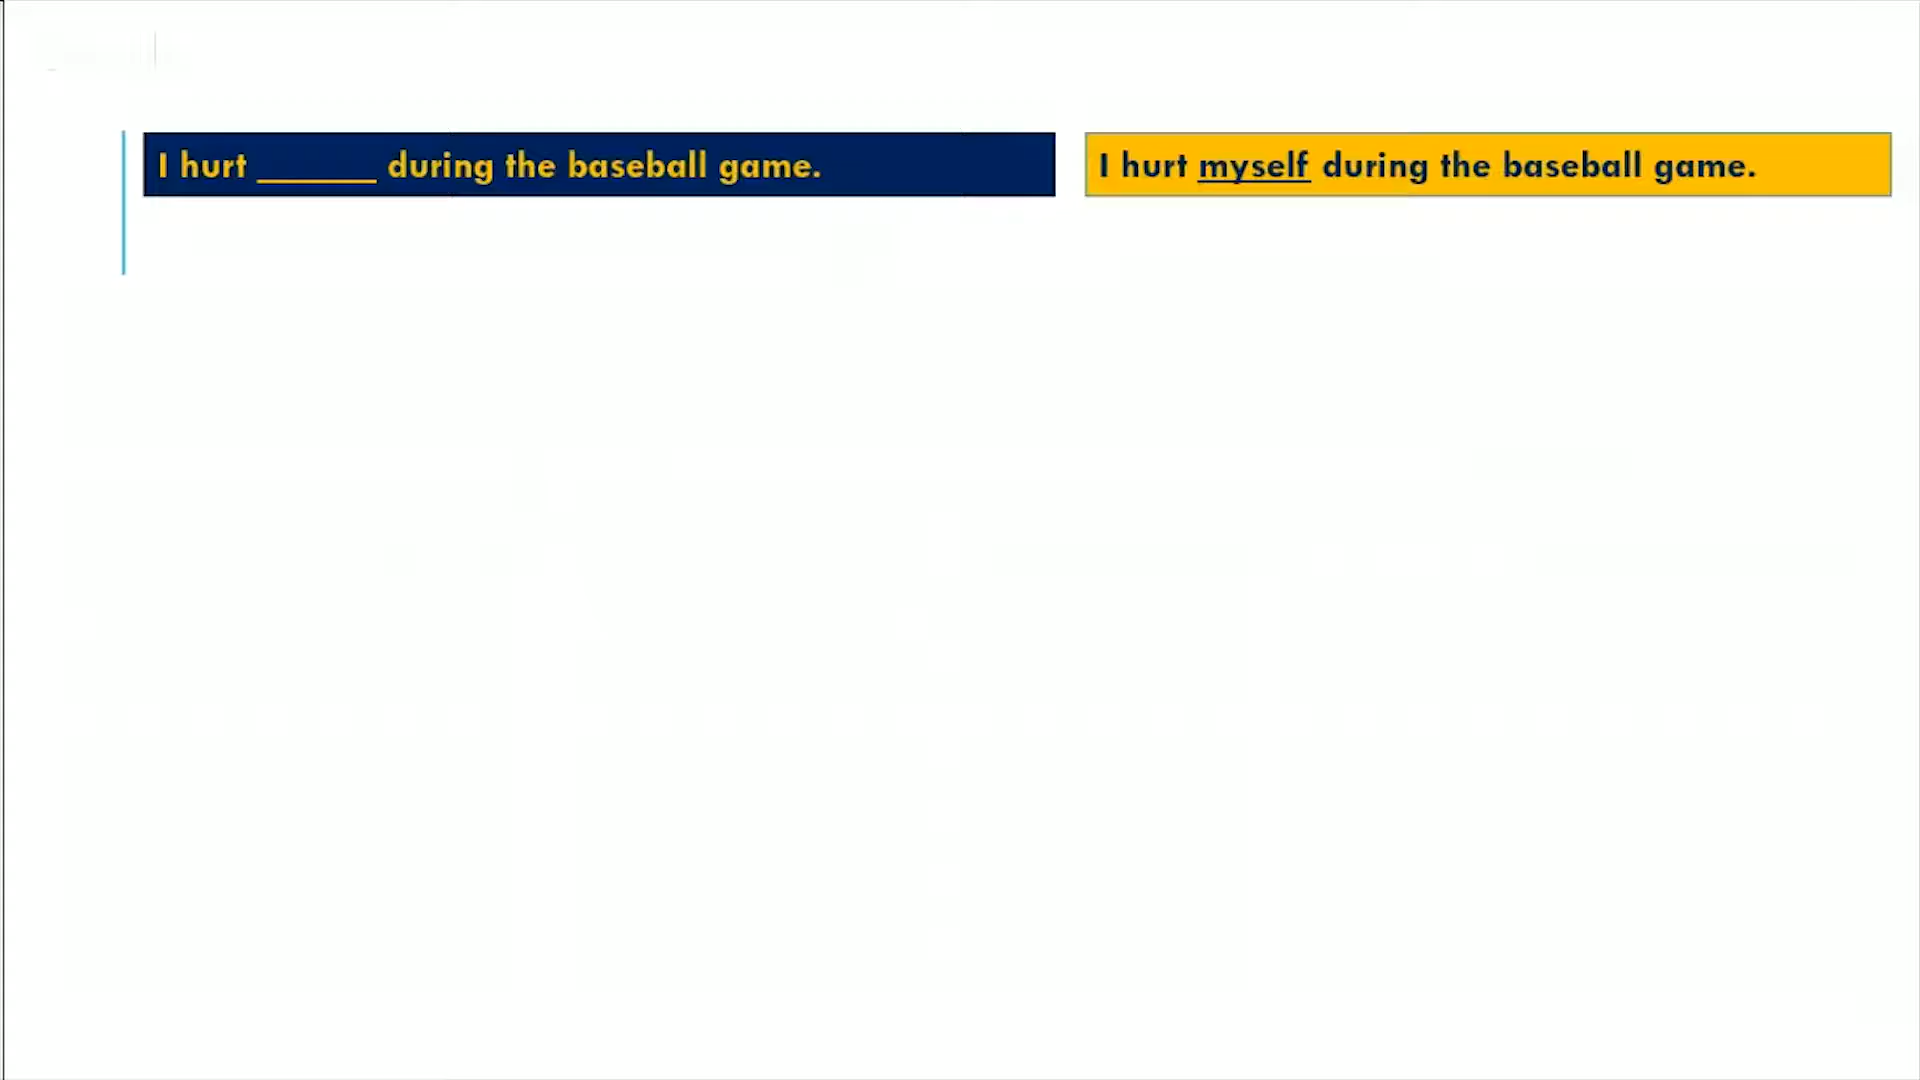 I hurt ______ during the baseball game.
I hurt myself during the baseball game.